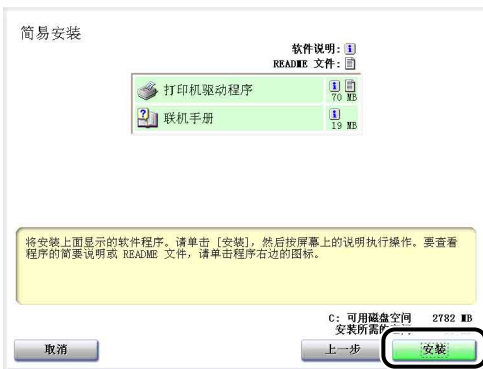 简易安装
软件说明:
README 文件:
打印机驱动程序
70 MB
联机手册
19 MB
将安装上面显示的软件程序。请单击 [安装], 然后按屏幕上的说明执行操作。要查看
程序的简要说明或 README 文件, 请单击程序右边的图标。
C: 可用磁盘空间 2782 MB
安装所需的
取消
上一步
安装